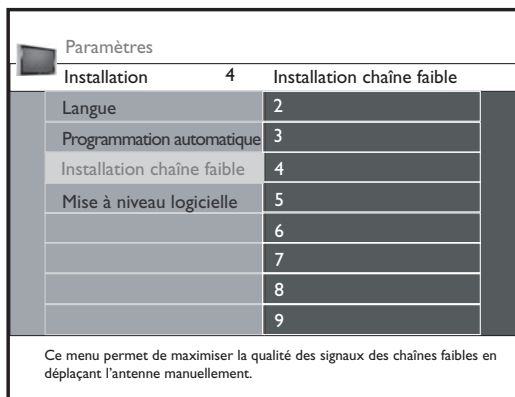 Paramètres
Installation 4 Installation chaîne faible
Langue 2
Programmation automatique 3
Installation chaîne faible 4
Mise à niveau logicielle 5
6
7
8
9
Ce menu permet de maximiser la qualité des signaux des chaînes faibles en
déplaçant l'antenne manuellement.